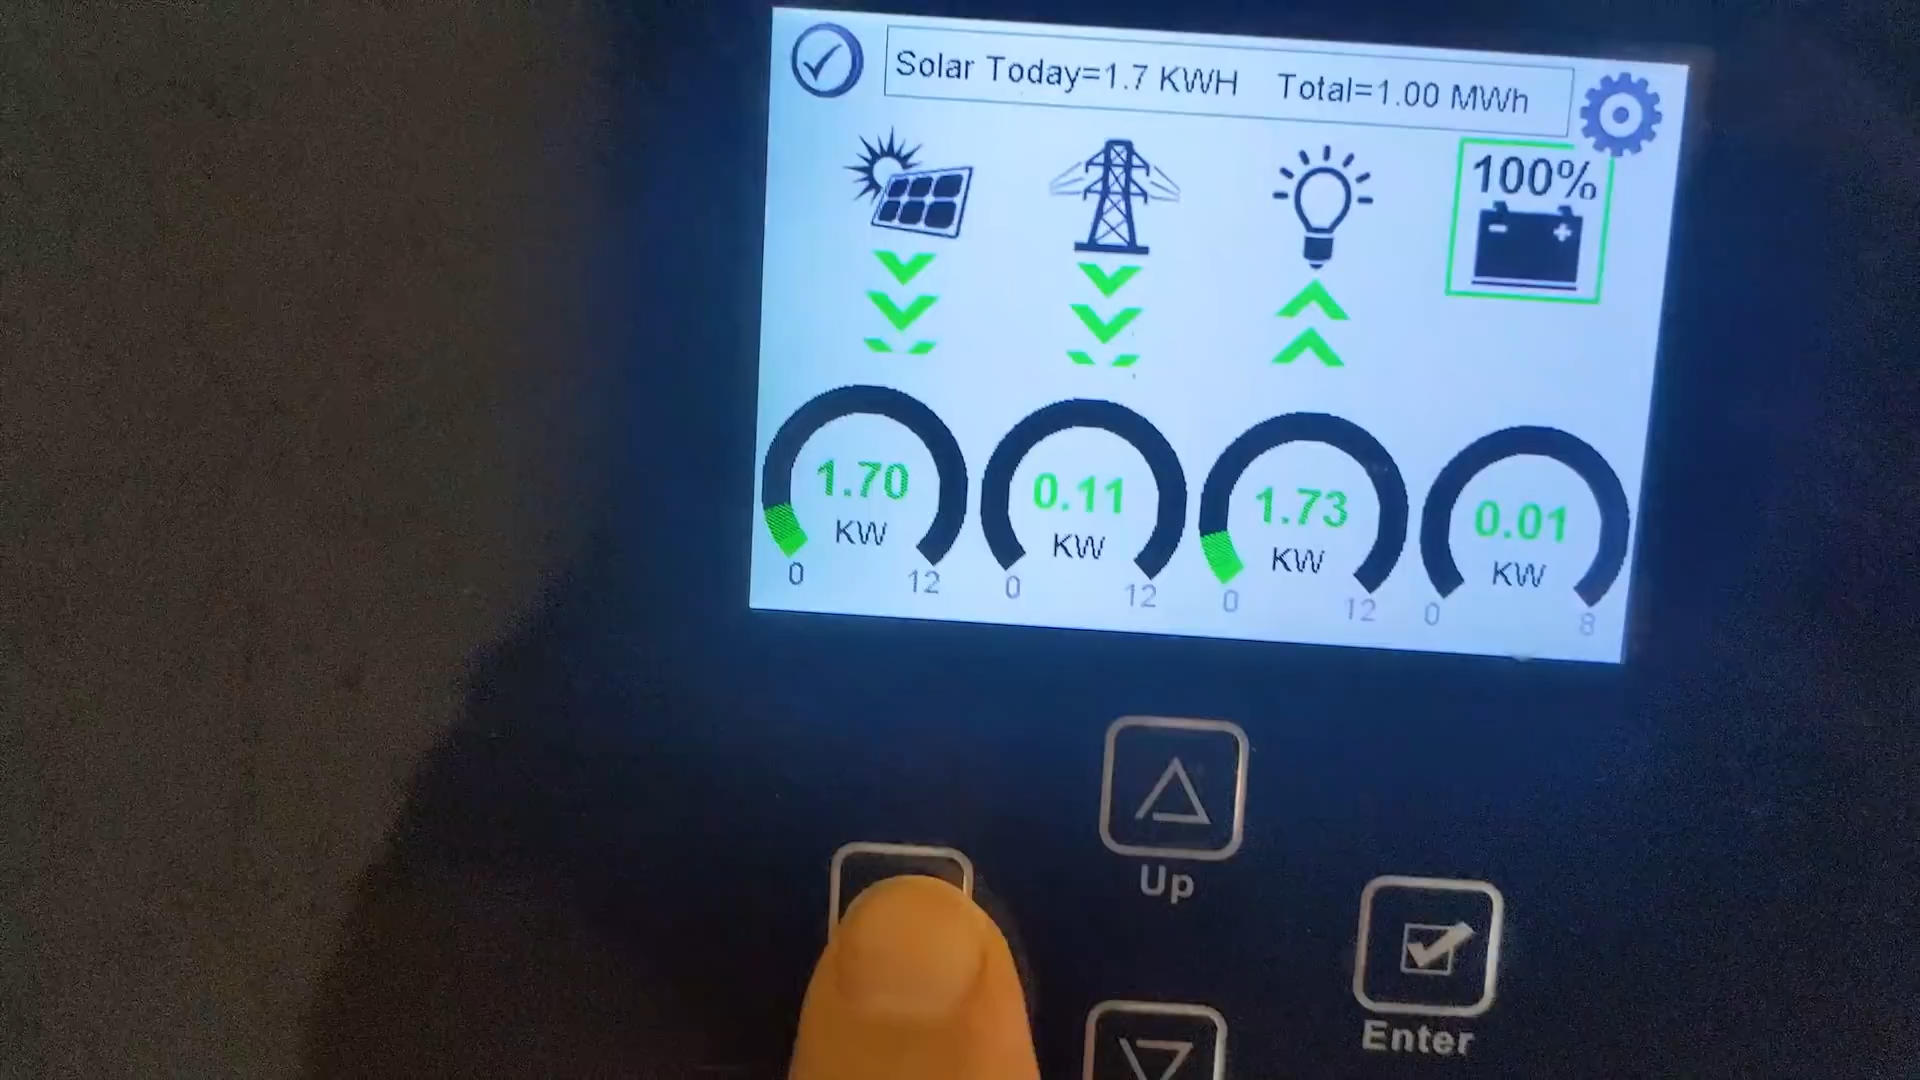 Solar Today=1.7 KWH Total=1.00 MWh
100%
1.70 0.11 1.73 0.01
KW KW KW KW
0 12 0 12 0 12 0 8
Up
Enter